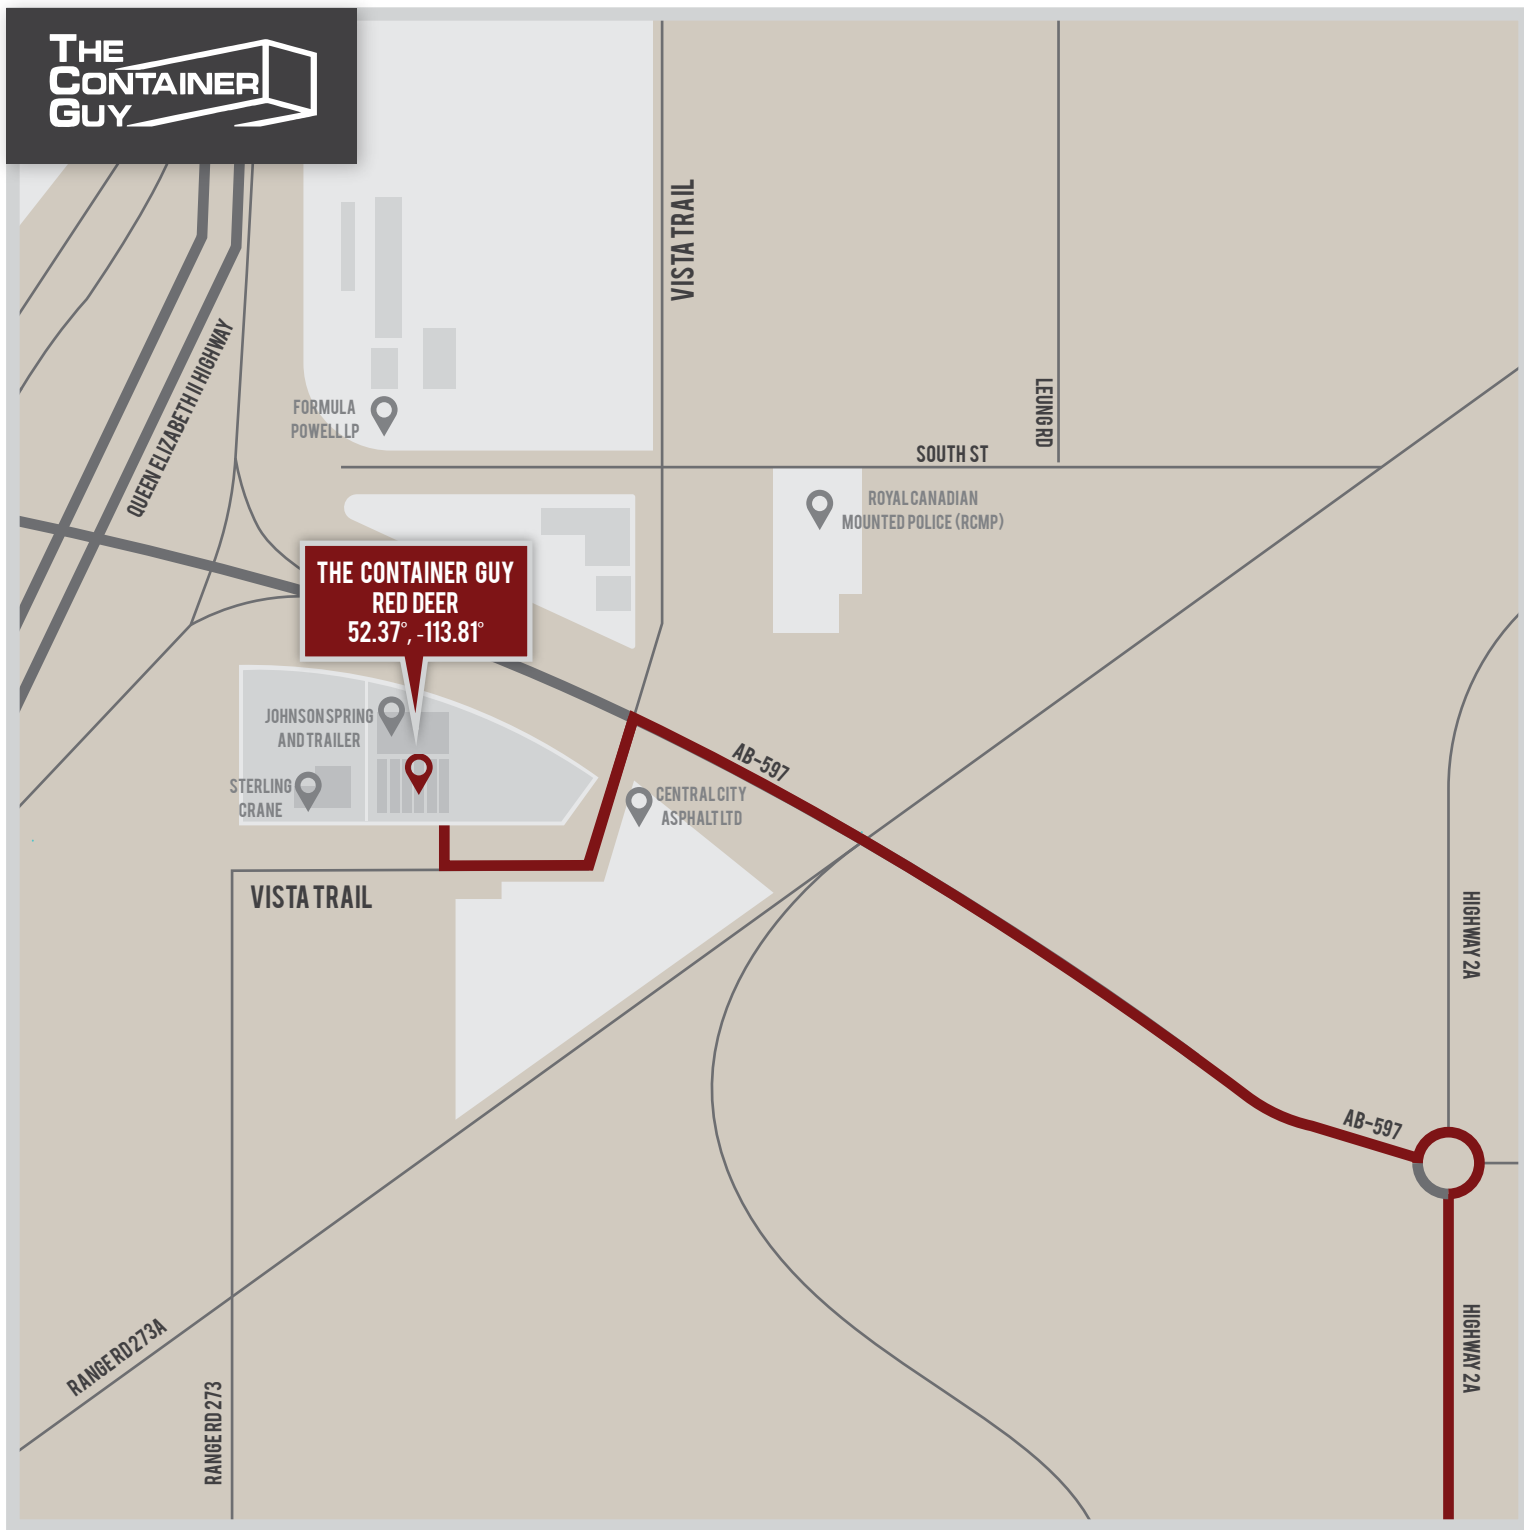 THE
CONTAINER
GUY
VISTA TRAIL
QUEEN ELIZABETH II HIGHWAY
LEUNG RD
FORMULA
POWELL LP
SOUTH ST
ROYAL CANADIAN
MOUNTED POLICE (RCMP)
THE CONTAINER GUY
RED DEER
52.37°, -113.81°
JOHNSON SPRING
AND TRAILER
STERLING
CRANE
AB-597
CENTRAL CITY
ASPHALT LTD
VISTA TRAIL
HIGHWAY 2A
AB-597
RANGE RD 273A
HIGHWAY 2A
RANGE RD 273